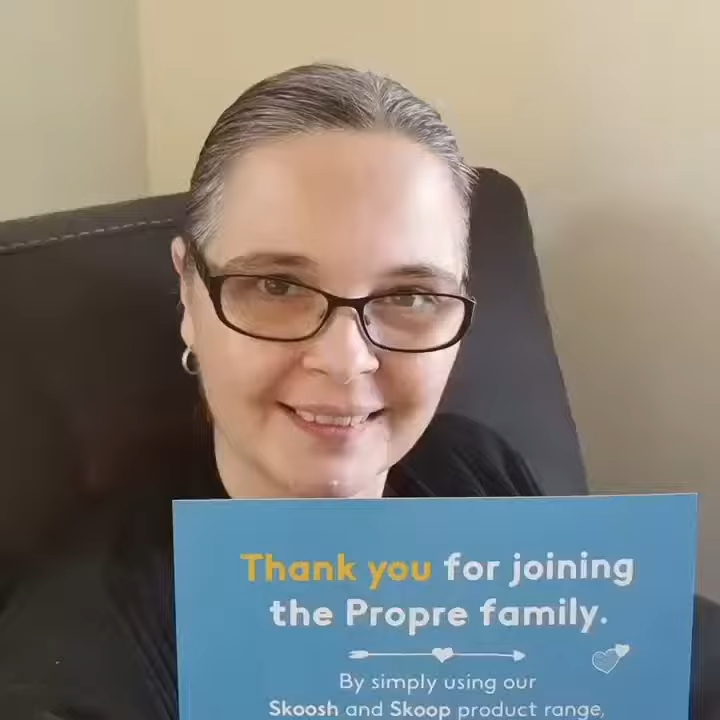 Thank you for joining
the Propre family.
By simply using our
Skoosh and Skoop product range,